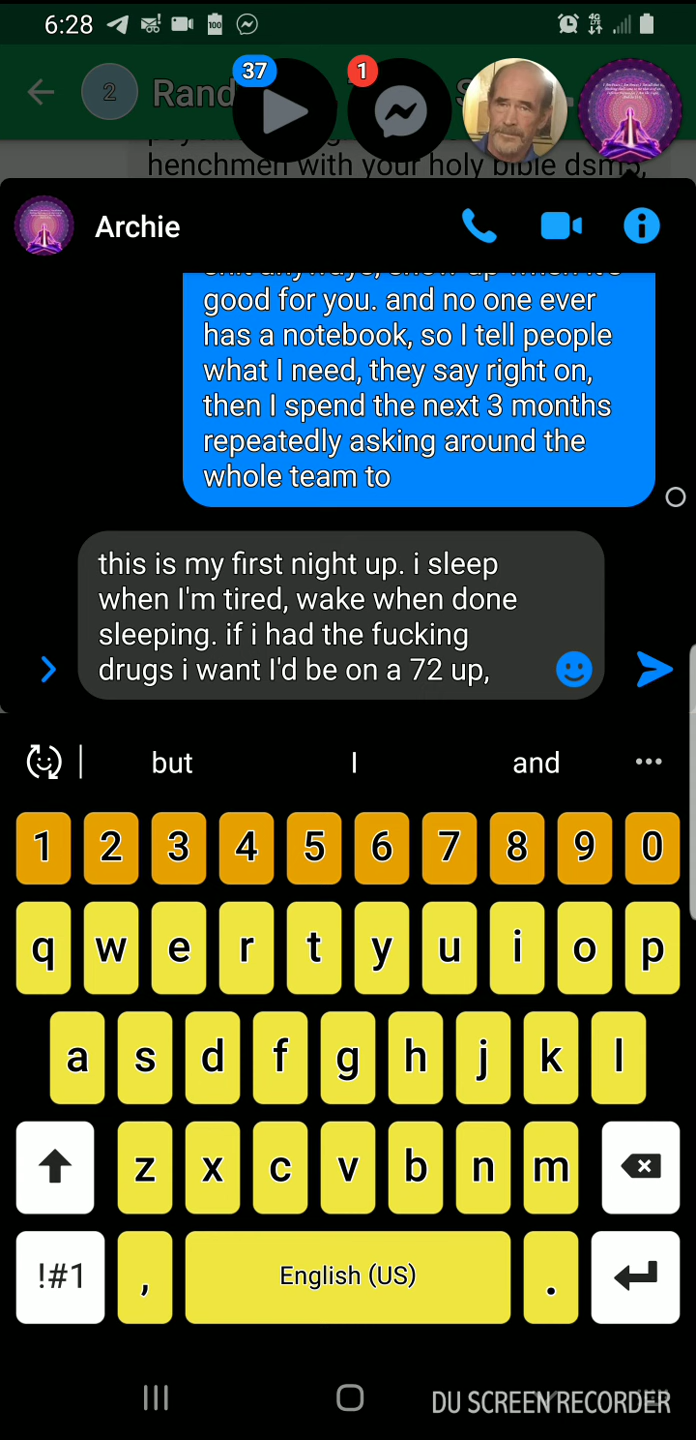 6:28
100
4G
37
1
2
Rand
henchmen with your holy bible dsm5,
Archie
good for you. and no one ever
has a notebook, so I tell people
what I need, they say right on,
then I spend the next 3 months
repeatedly asking around the
whole team to
this is my first night up. i sleep
when I'm tired, wake when done
sleeping. if i had the fucking
drugs i want I'd be on a 72 up,
but I and
1 2 3 4 5 6 7 8 9 0
q w e r t y u i o p
a s d f g h j k l
z x c v b n m
!#1 , English (US) .
DU SCREEN RECORDER